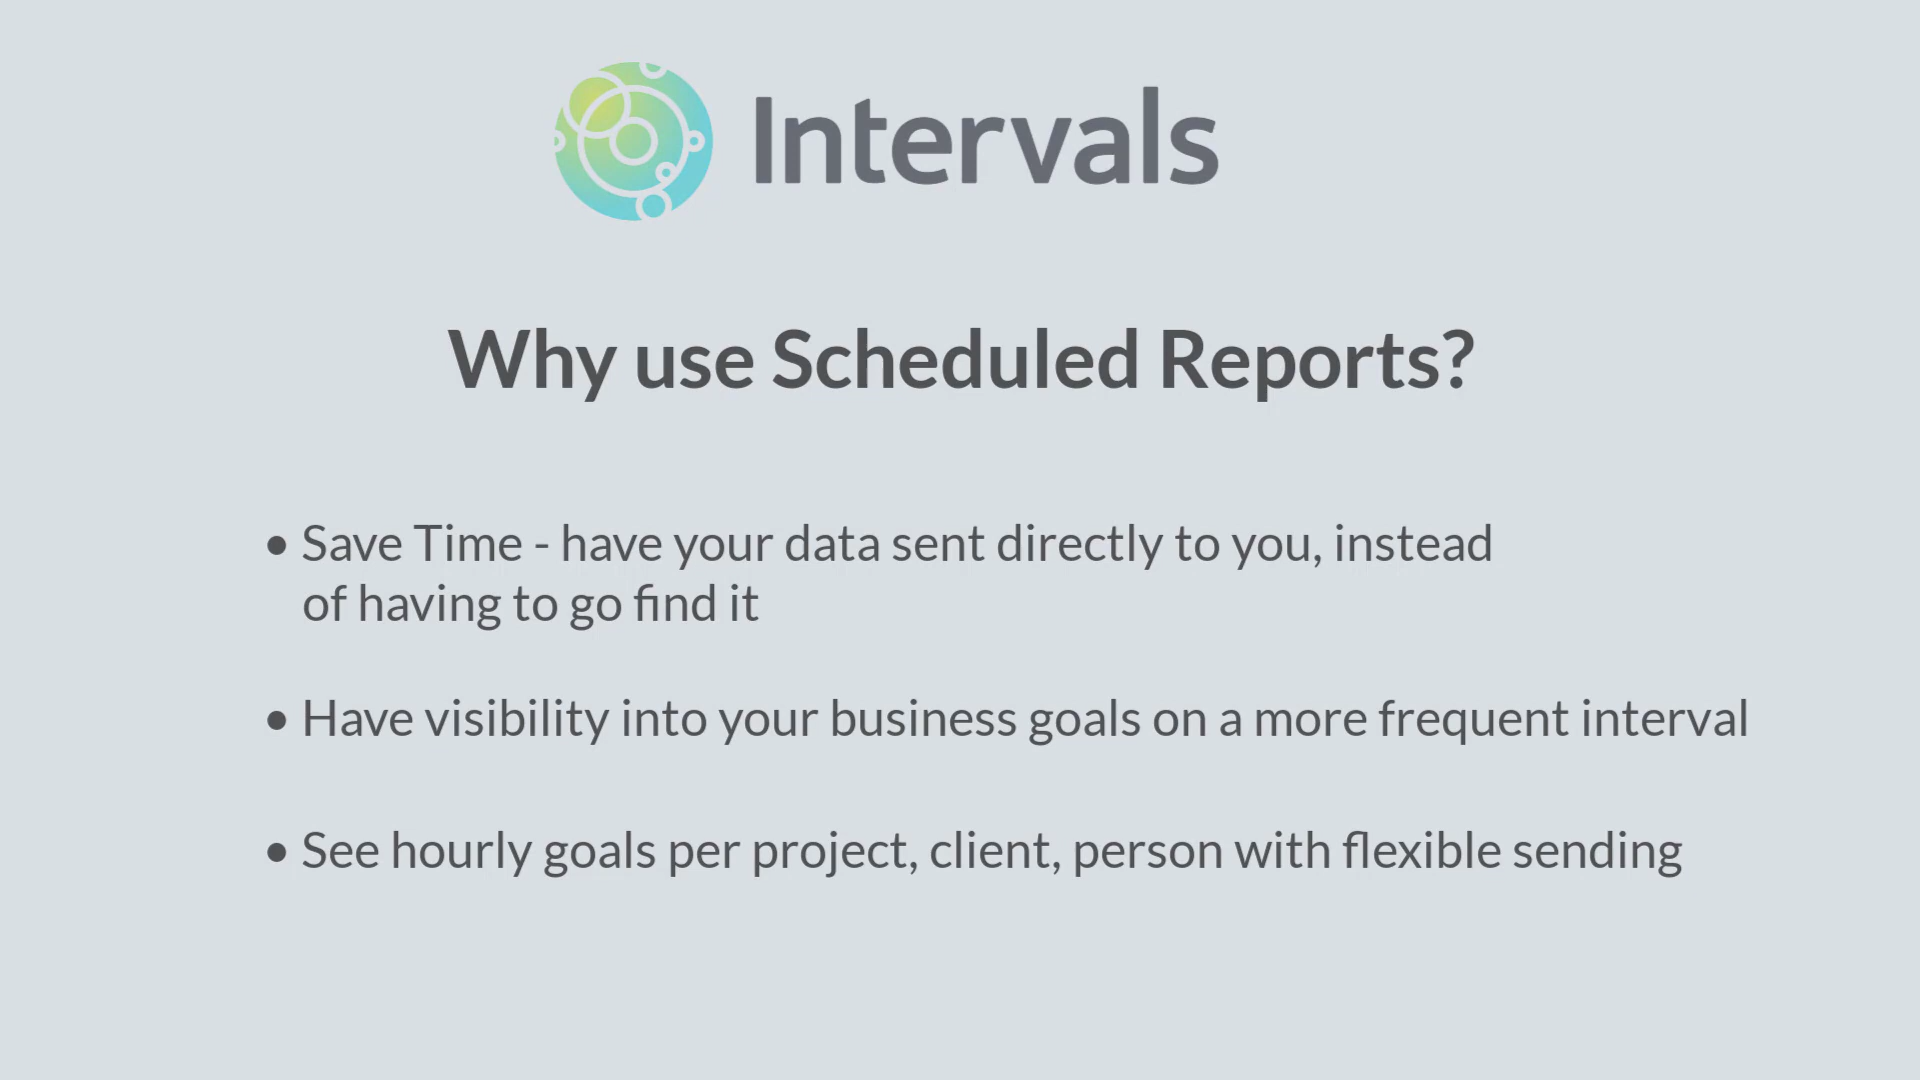 Intervals
Why use Scheduled Reports?
• Save Time - have your data sent directly to you, instead
of having to go find it
• Have visibility into your business goals on a more frequent interval
• See hourly goals per project, client, person with flexible sending